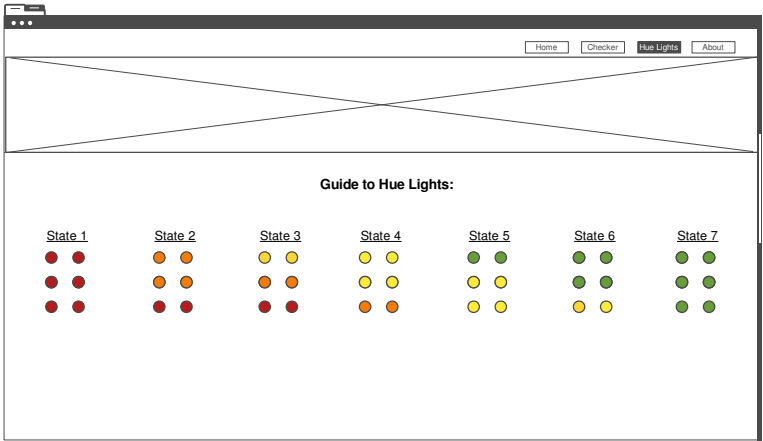 Home Checker Hue Lights About
Guide to Hue Lights:
State 1 State 2 State 3 State 4 State 5 State 6 State 7